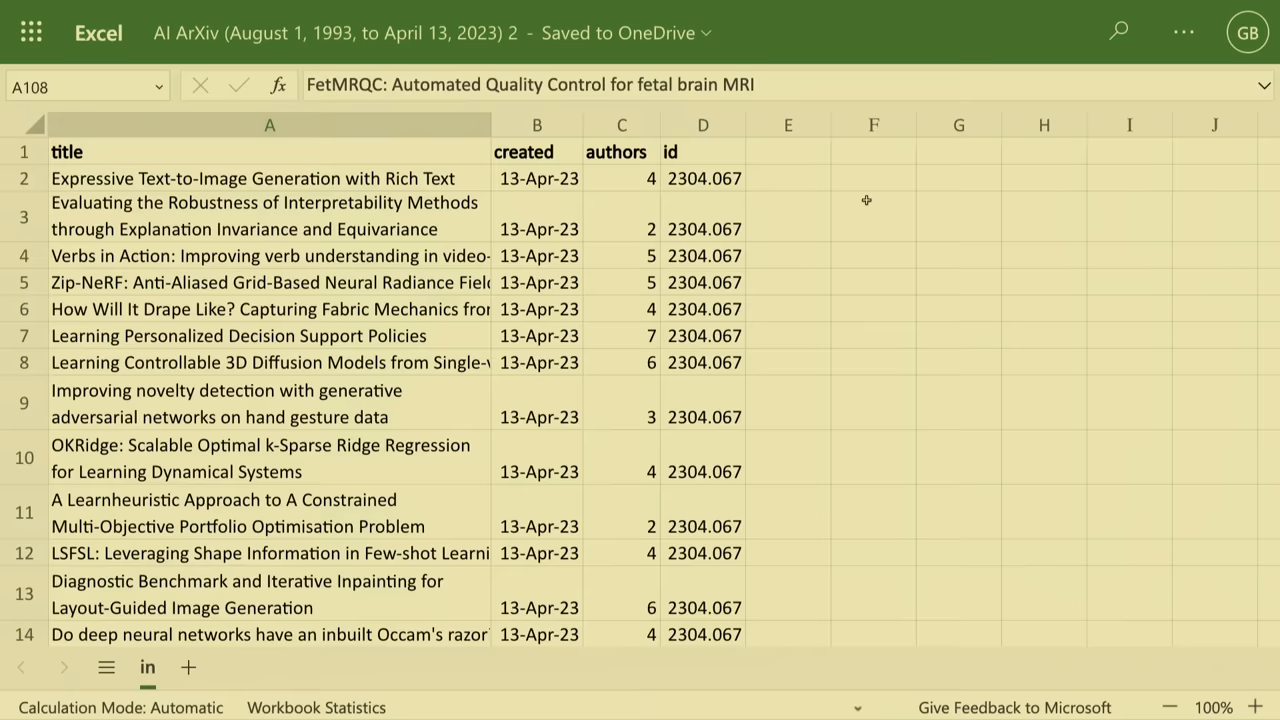 Excel AI ArXiv (August 1, 1993, to April 13, 2023) 2 - Saved to OneDrive GB
A108 fx FetMRQC: Automated Quality Control for fetal brain MRI
A B C D E F G H I J
1 title created authors id
2 Expressive Text-to-Image Generation with Rich Text 13-Apr-23 4 2304.067
Evaluating the Robustness of Interpretability Methods
3 through Explanation Invariance and Equivariance 13-Apr-23 2 2304.067
4 Verbs in Action: Improving verb understanding in video- 13-Apr-23 5 2304.067
5 Zip-NeRF: Anti-Aliased Grid-Based Neural Radiance Field 13-Apr-23 5 2304.067
6 How Will It Drape Like? Capturing Fabric Mechanics from 13-Apr-23 4 2304.067
7 Learning Personalized Decision Support Policies 13-Apr-23 7 2304.067
8 Learning Controllable 3D Diffusion Models from Single-v 13-Apr-23 6 2304.067
Improving novelty detection with generative
9 adversarial networks on hand gesture data 13-Apr-23 3 2304.067
OKRidge: Scalable Optimal k-Sparse Ridge Regression
10 for Learning Dynamical Systems 13-Apr-23 4 2304.067
A Learnheuristic Approach to A Constrained
11 Multi-Objective Portfolio Optimisation Problem 13-Apr-23 2 2304.067
12 LSFSL: Leveraging Shape Information in Few-shot Learni 13-Apr-23 4 2304.067
Diagnostic Benchmark and Iterative Inpainting for
13 Layout-Guided Image Generation 13-Apr-23 6 2304.067
14 Do deep neural networks have an inbuilt Occam's razor? 13-Apr-23 4 2304.067
in
Calculation Mode: Automatic Workbook Statistics Give Feedback to Microsoft 100%